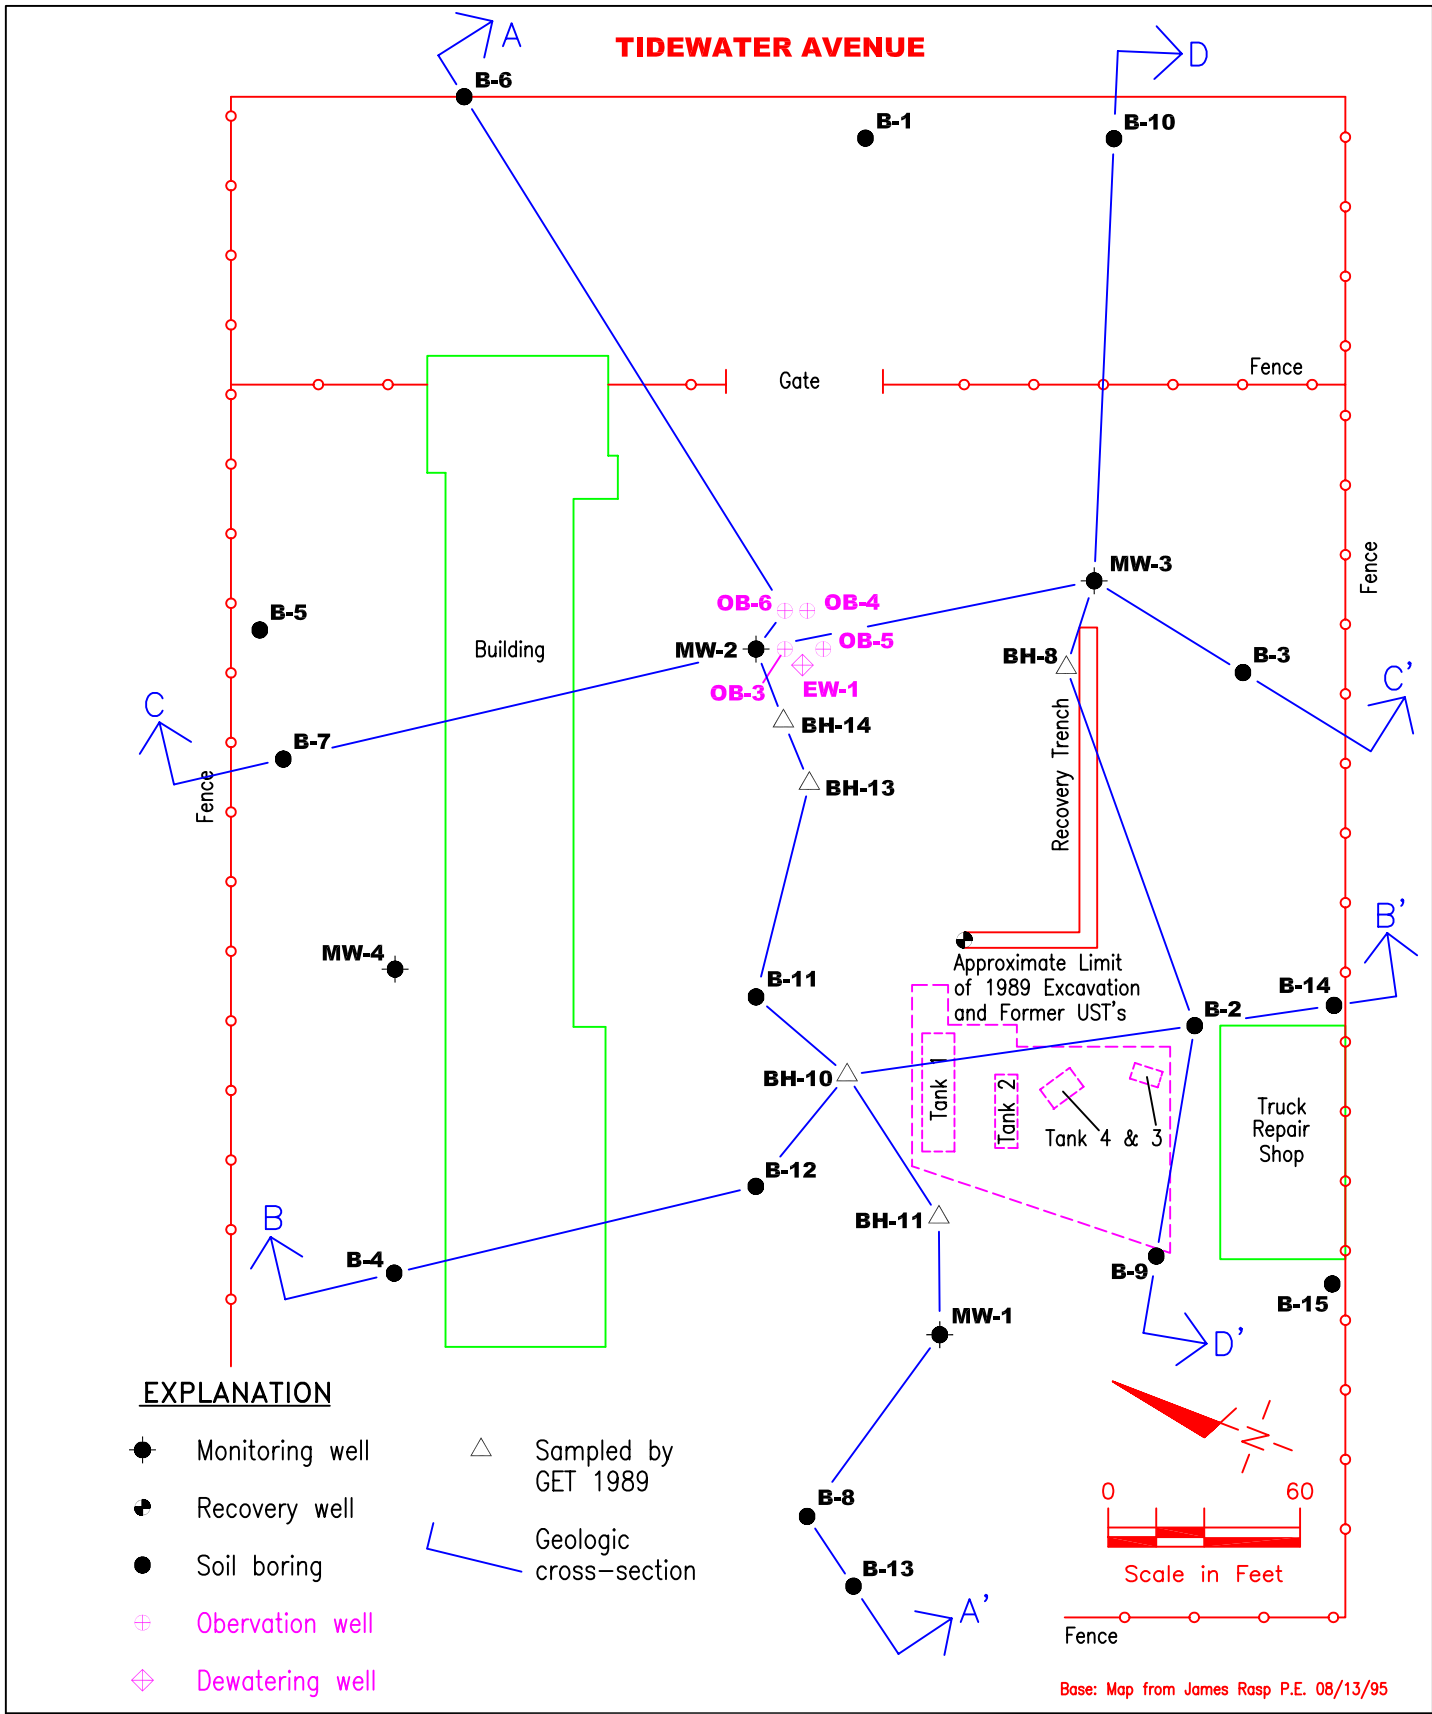 A
TIDEWATER AVENUE
D
B-6
B-1
B-10
Gate
Fence
Fence
MW-3
OB-6
OB-4
B-5
Building
MW-2
OB-5
BH-8
B-3
OB-3
EW-1
C
C'
BH-14
B-7
BH-13
Fence
Recovery Trench
B'
MW-4
Approximate Limit
of 1989 Excavation
and Former UST's
B-11
B-14
B-2
BH-10
Tank 1
Tank 2
Tank 4 & 3
Truck
Repair
Shop
B-12
B
BH-11
B-4
B-9
B-15
MW-1
D'
EXPLANATION
Monitoring well
Recovery well
Soil boring
Obervation well
Dewatering well
Sampled by
GET 1989
Geologic
cross-section
B-8
B-13
A'
N
0 60
Scale in Feet
Fence
Base: Map from James Rasp P.E. 08/13/95